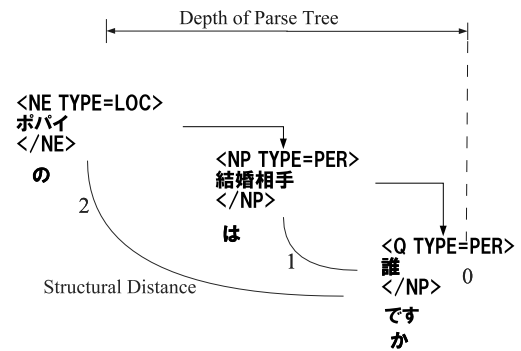 Depth of Parse Tree
<NE TYPE=LOC>
ポパイ
</NE>
の
<NP TYPE=PER>
結婚相手
</NP>
は
<Q TYPE=PER>
誰
</NP>
です
か
2
1
0
Structural Distance